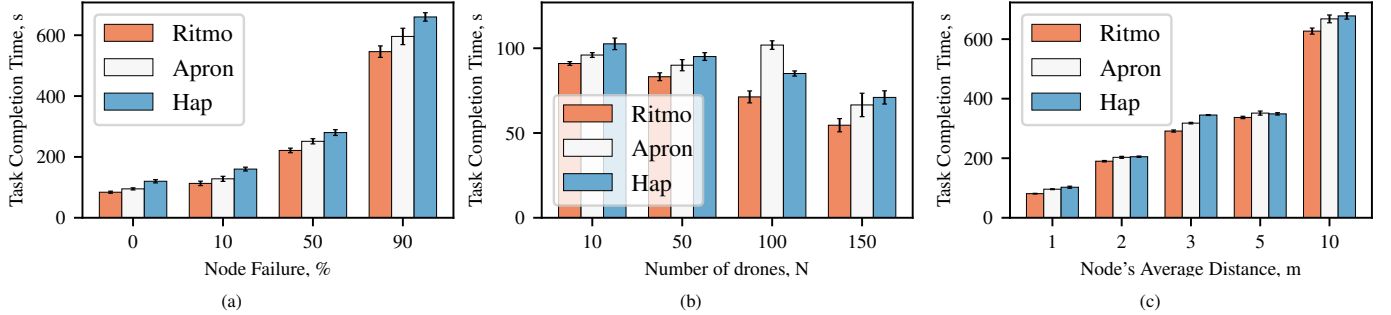 Task Completion Time, s
600
400
200
0
Ritmo
Apron
Hap
0
10
50
90
Node Failure, %
(a)
Task Completion Time, s
100
50
0
Ritmo
Apron
Hap
10
50
100
150
Number of drones, N
(b)
Task Completion Time, s
600
400
200
0
Ritmo
Apron
Hap
1
2
3
5
10
Node's Average Distance, m
(c)